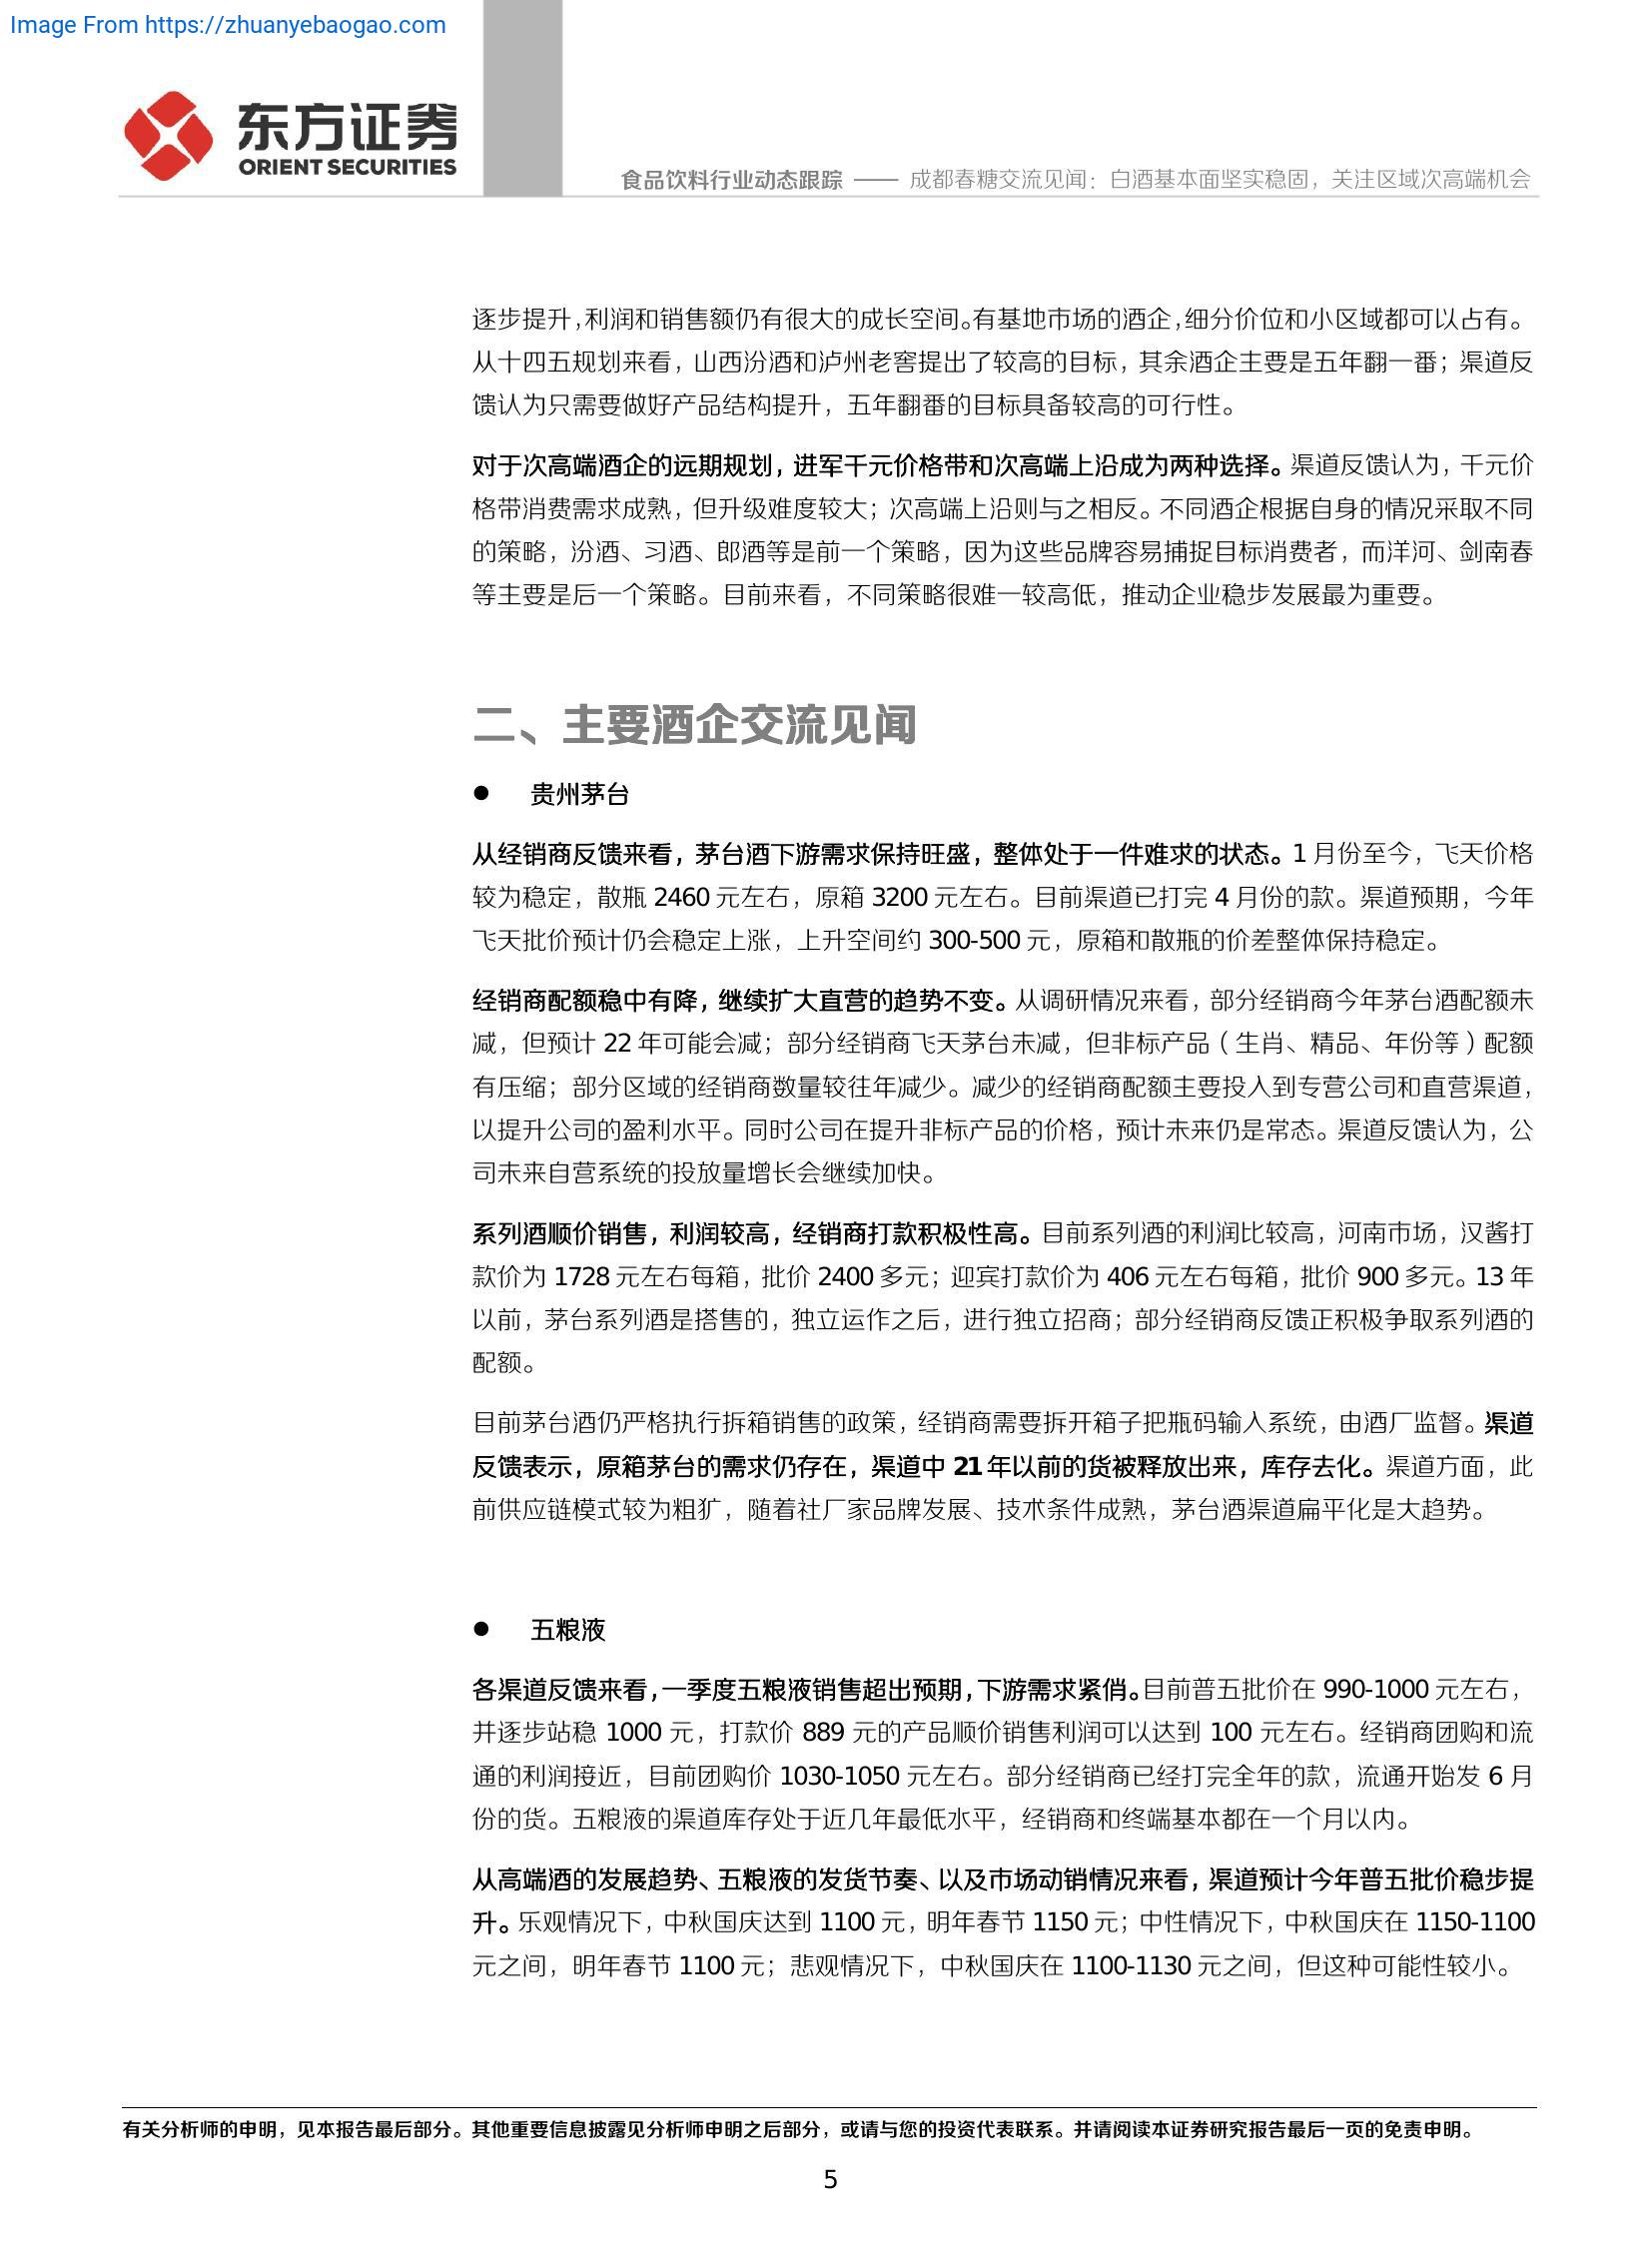 Image From https://zhuanyebaogao.com
东方证券
ORIENT SECURITIES
食品饮料行业动态跟踪 —— 成都春糖交流见闻：白酒基本面坚实稳固，关注区域次高端机会
逐步提升，利润和销售额仍有很大的成长空间。有基地市场的酒企，细分价位和小区域都可以占有。
从十四五规划来看，山西汾酒和泸州老窖提出了较高的目标，其余酒企主要是五年翻一番；渠道反
馈认为只需要做好产品结构提升，五年翻番的目标具备较高的可行性。
对于次高端酒企的远期规划，进军千元价格带和次高端上沿成为两种选择。渠道反馈认为，千元价
格带消费需求成熟，但升级难度较大；次高端上沿则与之相反。不同酒企根据自身的情况采取不同
的策略，汾酒、习酒、郎酒等是前一个策略，因为这些品牌容易捕捉目标消费者，而洋河、剑南春
等主要是后一个策略。目前来看，不同策略很难一较高低，推动企业稳步发展最为重要。
二、主要酒企交流见闻
● 贵州茅台
从经销商反馈来看，茅台酒下游需求保持旺盛，整体处于一件难求的状态。1 月份至今，飞天价格
较为稳定，散瓶 2460 元左右，原箱 3200 元左右。目前渠道已打完 4 月份的款。渠道预期，今年
飞天批价预计仍会稳定上涨，上升空间约 300-500 元，原箱和散瓶的价差整体保持稳定。
经销商配额稳中有降，继续扩大直营的趋势不变。从调研情况来看，部分经销商今年茅台酒配额未
减，但预计 22 年可能会减；部分经销商飞天茅台未减，但非标产品（生肖、精品、年份等）配额
有压缩；部分区域的经销商数量较往年减少。减少的经销商配额主要投入到专营公司和直营渠道，
以提升公司的盈利水平。同时公司在提升非标产品的价格，预计未来仍是常态。渠道反馈认为，公
司未来自营系统的投放量增长会继续加快。
系列酒顺价销售，利润较高，经销商打款积极性高。目前系列酒的利润比较高，河南市场，汉酱打
款价为 1728 元左右每箱，批价 2400 多元；迎宾打款价为 406 元左右每箱，批价 900 多元。13 年
以前，茅台系列酒是搭售的，独立运作之后，进行独立招商；部分经销商反馈正积极争取系列酒的
配额。
目前茅台酒仍严格执行拆箱销售的政策，经销商需要拆开箱子把瓶码输入系统，由酒厂监督。渠道
反馈表示，原箱茅台的需求仍存在，渠道中 21 年以前的货被释放出来，库存去化。渠道方面，此
前供应链模式较为粗犷，随着社厂家品牌发展、技术条件成熟，茅台酒渠道扁平化是大趋势。
● 五粮液
各渠道反馈来看，一季度五粮液销售超出预期，下游需求紧俏。目前普五批价在 990-1000 元左右，
并逐步站稳 1000 元，打款价 889 元的产品顺价销售利润可以达到 100 元左右。经销商团购和流
通的利润接近，目前团购价 1030-1050 元左右。部分经销商已经打完全年的款，流通开始发 6 月
份的货。五粮液的渠道库存处于近几年最低水平，经销商和终端基本都在一个月以内。
从高端酒的发展趋势、五粮液的发货节奏、以及市场动销情况来看，渠道预计今年普五批价稳步提
升。乐观情况下，中秋国庆达到 1100 元，明年春节 1150 元；中性情况下，中秋国庆在 1150-1100
元之间，明年春节 1100 元；悲观情况下，中秋国庆在 1100-1130 元之间，但这种可能性较小。
有关分析师的申明，见本报告最后部分。其他重要信息披露见分析师申明之后部分，或请与您的投资代表联系。并请阅读本证券研究报告最后一页的免责申明。
5